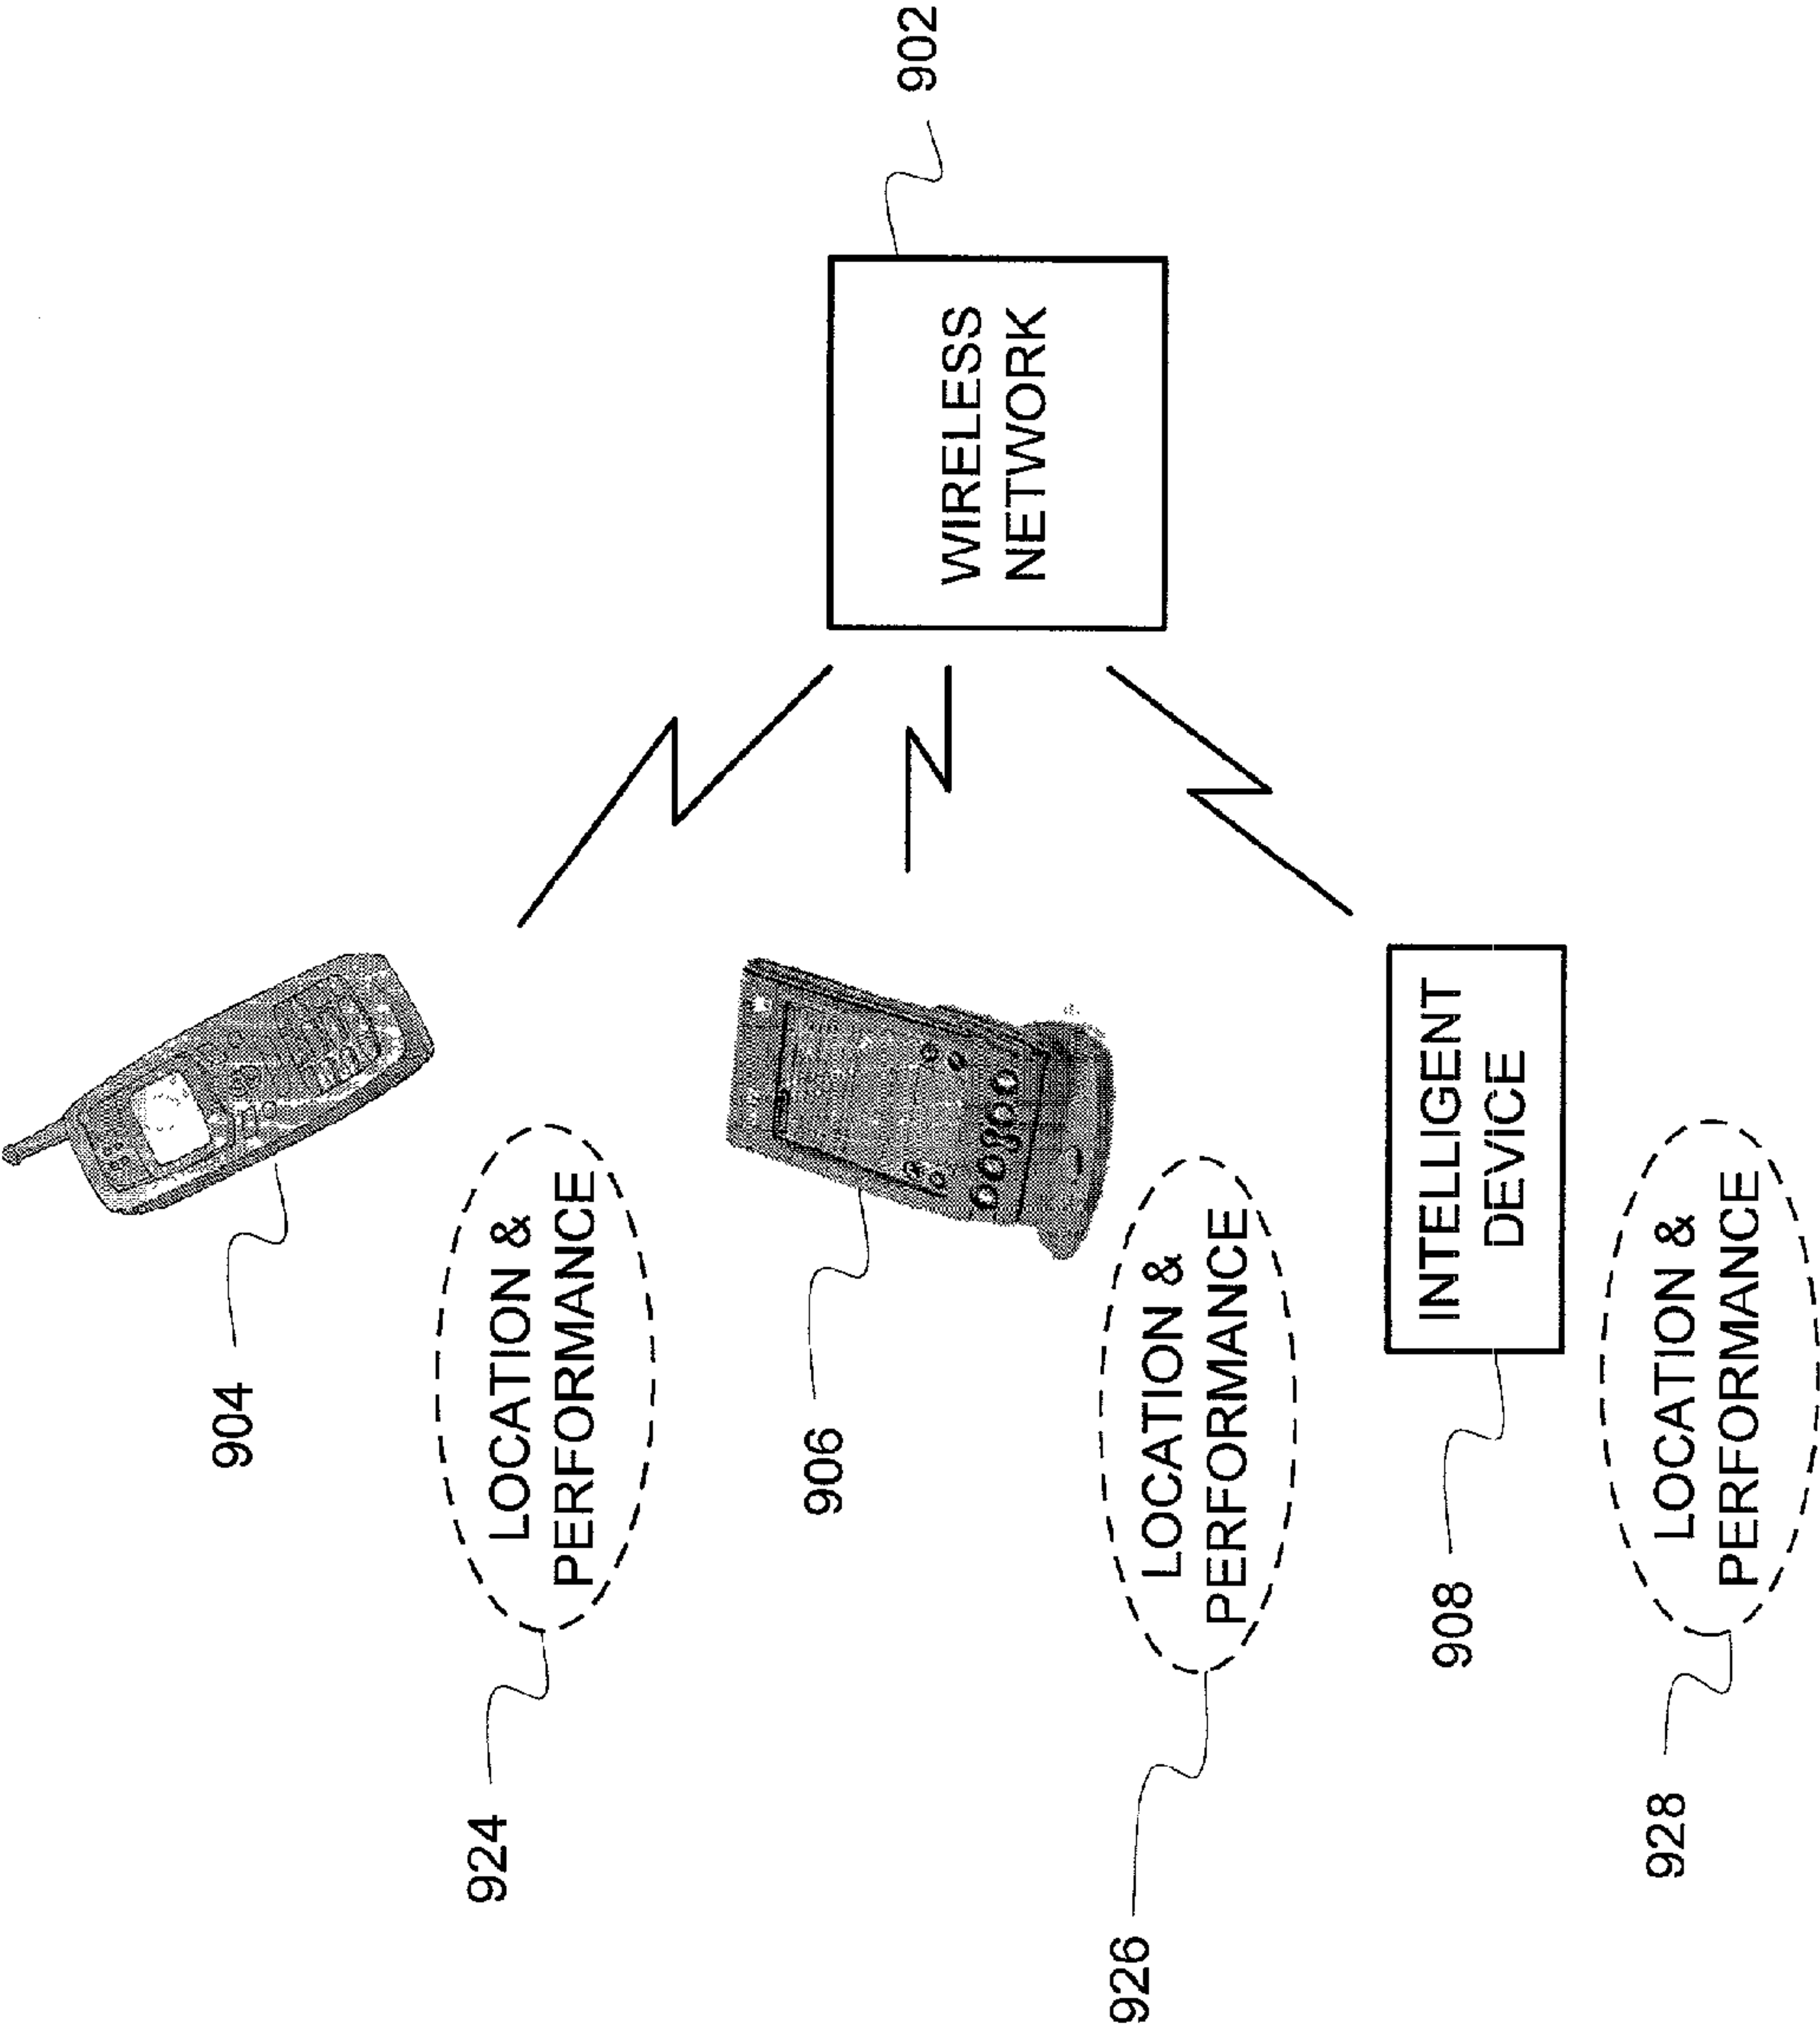 902
WIRELESS
NETWORK
904
LOCATION &
PERFORMANCE
924
906
LOCATION &
PERFORMANCE
926
INTELLIGENT
DEVICE
908
LOCATION &
PERFORMANCE
928